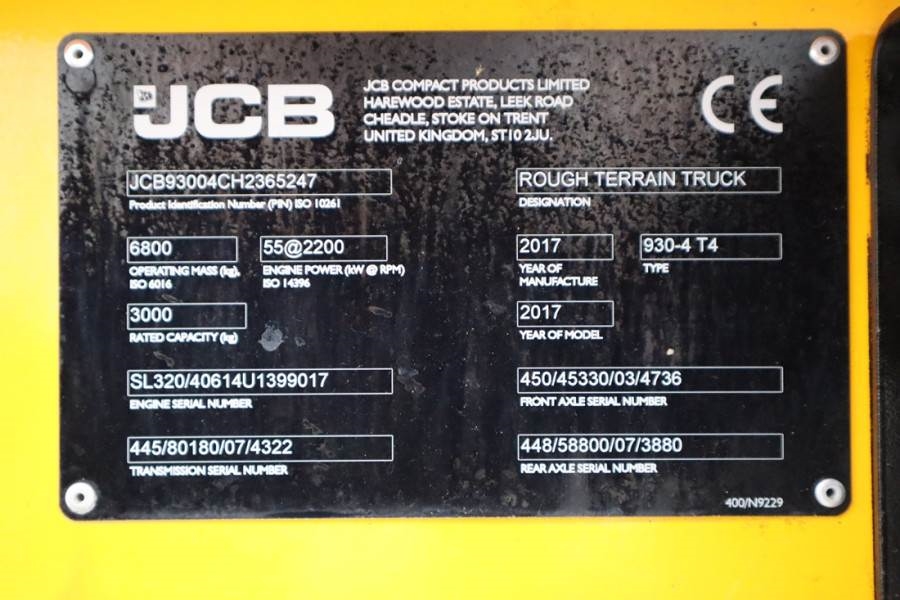 JCB
JCB COMPACT PRODUCTS LIMITED
HAREWOOD ESTATE, LEEK ROAD
CHEADLE, STOKE ON TRENT
UNITED KINGDOM, ST10 2JU.
CE
JCB93004CH2365247
Product Identification Number (PIN) ISO 10261
ROUGH TERRAIN TRUCK
DESIGNATION
6800
OPERATING MASS (kg),
ISO 6016
55@2200
ENGINE POWER (kW @ RPM)
ISO 14396
2017
YEAR OF
MANUFACTURE
930-4 T4
TYPE
3000
RATED CAPACITY (kg)
2017
YEAR OF MODEL
SL320/40614U1399017
ENGINE SERIAL NUMBER
450/45330/03/4736
FRONT AXLE SERIAL NUMBER
445/80180/07/4322
TRANSMISSION SERIAL NUMBER
448/58800/07/3880
REAR AXLE SERIAL NUMBER
400/N9229